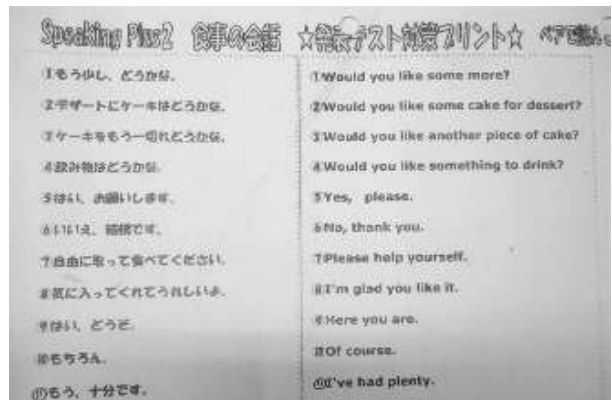 Speaking Plus2 食事の会話 ☆発表テスト対策プリント☆ ペアで
①もう少し、どうかな。
②デザートにケーキはどうかな。
③ケーキをもう一切れどうかな。
④飲み物はどうかな。
⑤はい、お願いします。
⑥いいえ、結構です。
⑦自由に取って食べてください。
⑧気に入ってくれてうれしいよ。
⑨はい、どうぞ。
⑩もちろん。
⑪もう、十分です。
①Would you like some more?
②Would you like some cake for dessert?
③Would you like another piece of cake?
④Would you like something to drink?
⑤Yes, please.
⑥No, thank you.
⑦Please help yourself.
⑧I'm glad you like it.
⑨Here you are.
⑩Of course.
⑪I've had plenty.